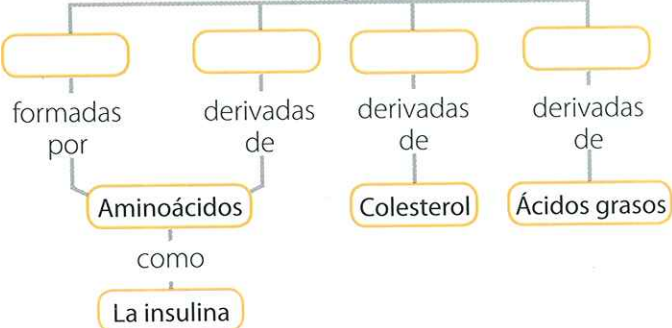 formadas
por
derivadas
de
derivadas
de
derivadas
de
Aminoácidos
Colesterol
Ácidos grasos
como
La insulina